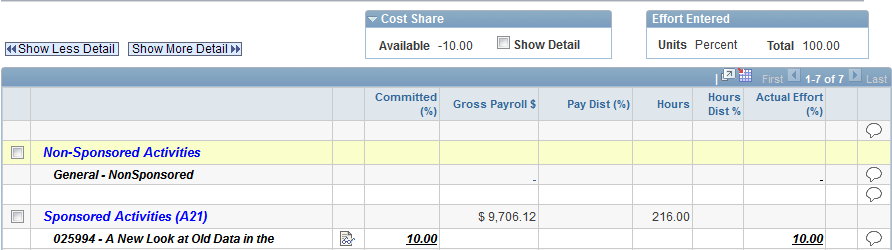 Cost Share
Effort Entered
Show Less Detail Show More Detail
Available -10.00 Show Detail
Units Percent Total 100.00
First 1-7 of 7 Last
Committed (%) Gross Payroll $ Pay Dist (%) Hours Hours Dist % Actual Effort (%)
Non-Sponsored Activities
General - NonSponsored - -
Sponsored Activities (A21) $ 9,706.12 216.00
025994 - A New Look at Old Data in the 10.00 10.00